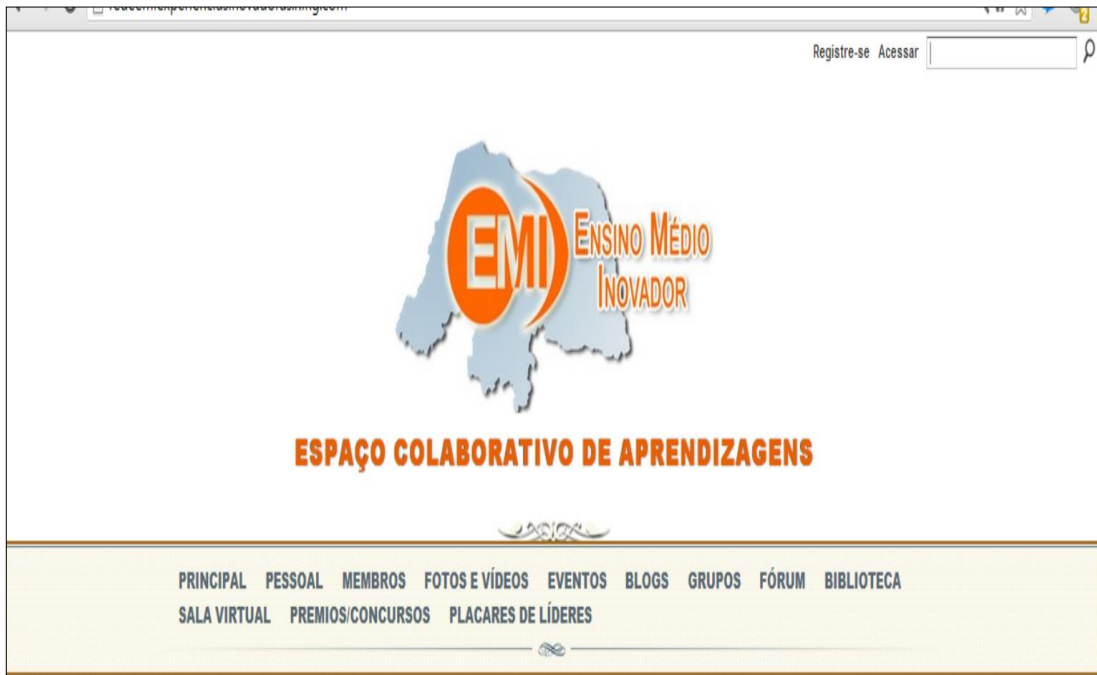 Registre-se Acessar
EMI ENSINO MÉDIO
INOVADOR
ESPAÇO COLABORATIVO DE APRENDIZAGENS
PRINCIPAL PESSOAL MEMBROS FOTOS E VÍDEOS EVENTOS BLOGS GRUPOS FÓRUM BIBLIOTECA
SALA VIRTUAL PREMIOS/CONCURSOS PLACARES DE LÍDERES